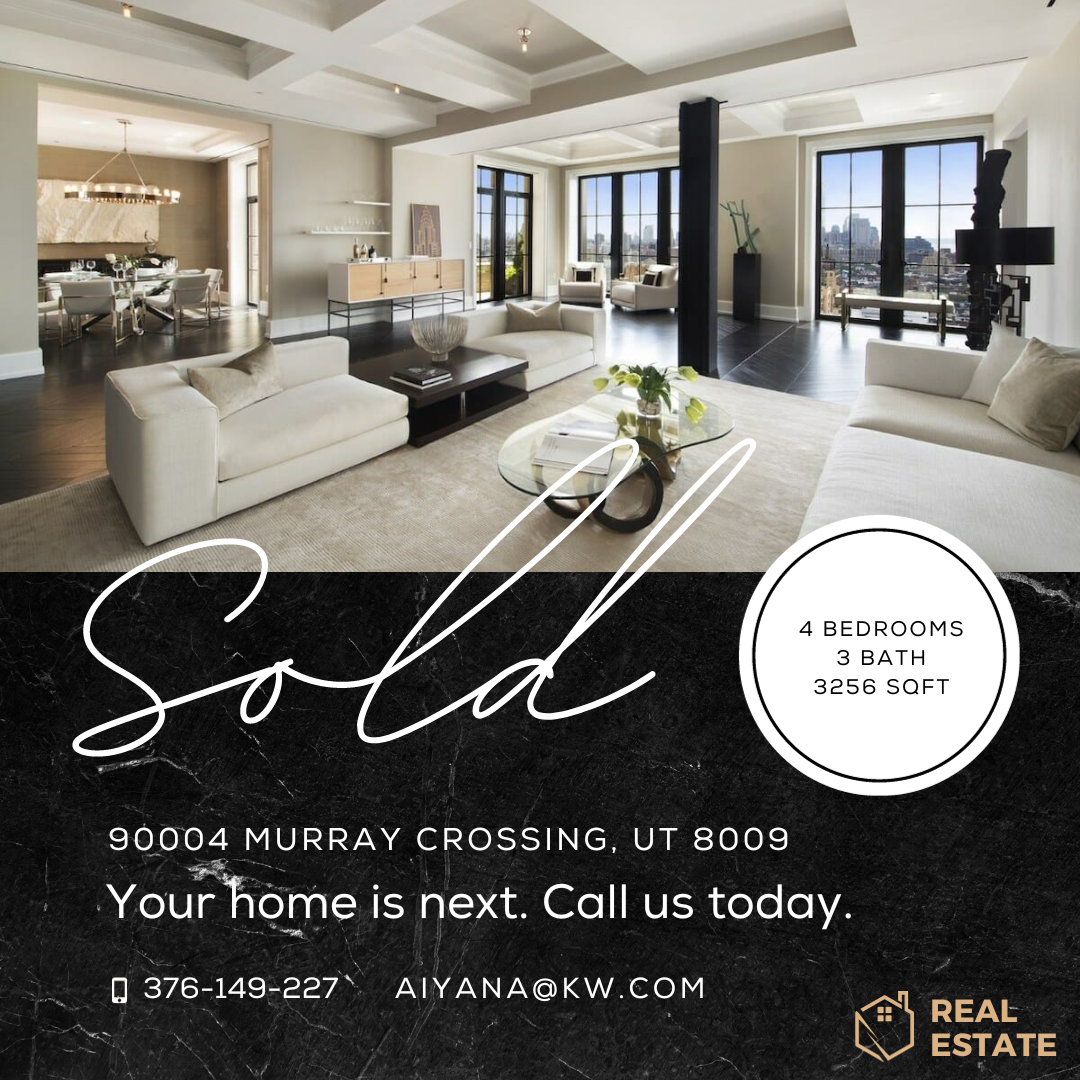 Sold
4 BEDROOMS
3 BATH
3256 SQFT
90004 MURRAY CROSSING, UT 8009
Your home is next. Call us today.
376-149-227 AIYANA@KW.COM
REAL
ESTATE